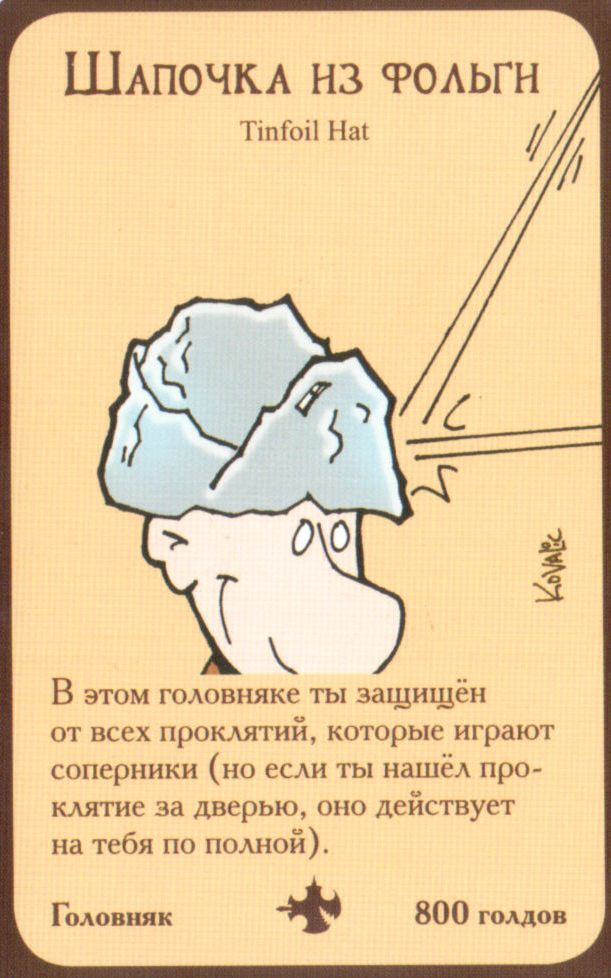 Шапочка из фольги
Tinfoil Hat
Kovalic
В этом головняке ты защищён
от всех проклятий, которые играют
соперники (но если ты нашёл про-
клятие за дверью, оно действует
на тебя по полной).
Головняк 800 голдов